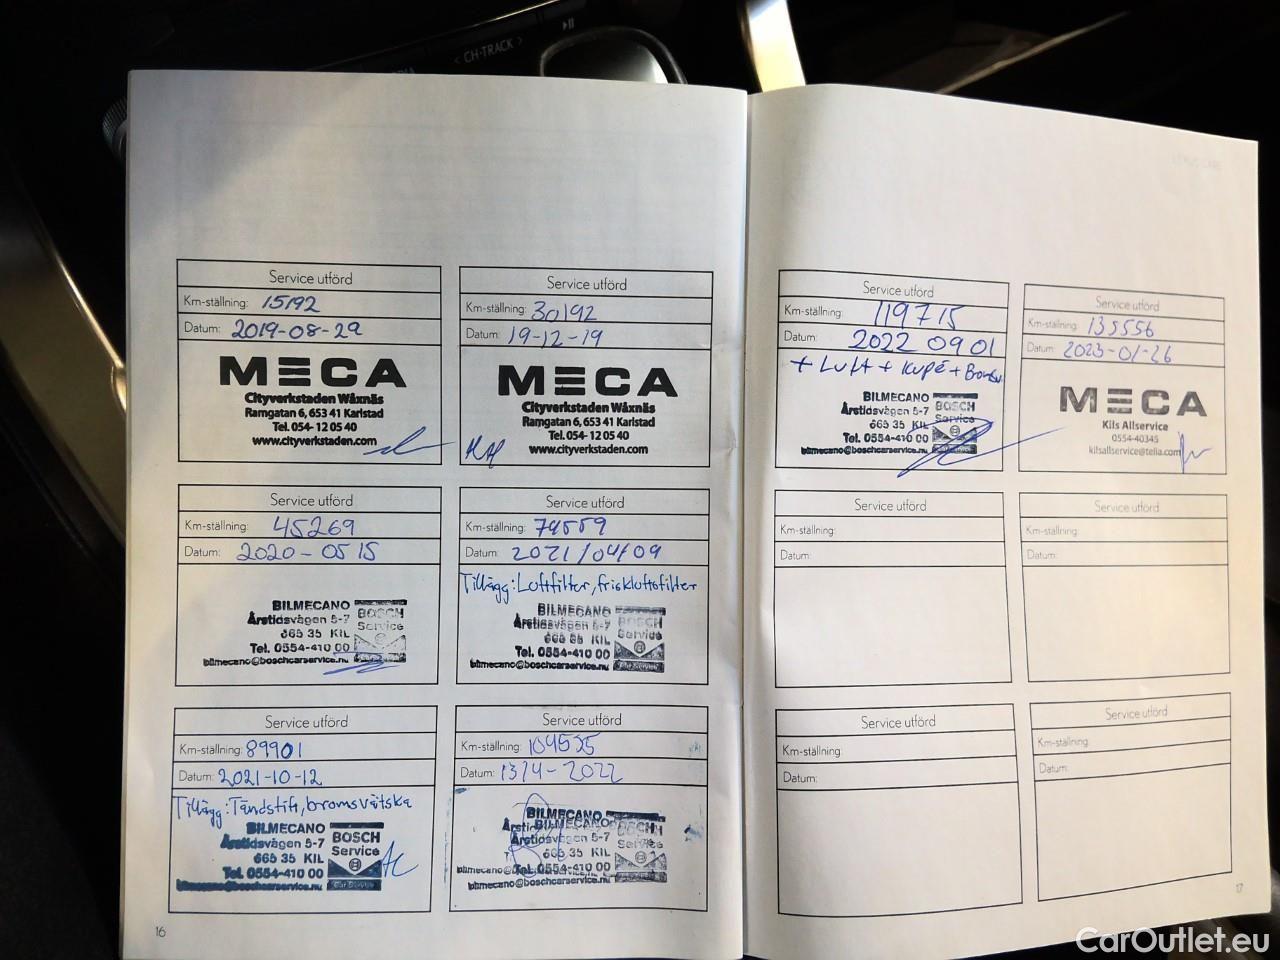 < CH·TRACK >
Service utförd
Km-ställning: 15192
Datum: 2019-08-29
MECA
Cityverkstaden Wåxnäs
Ramgatan 6, 653 41 Karlstad
Tel. 054- 12 05 40
www.cityverkstaden.com
Service utförd
Km-ställning: 30192
Datum: 19-12-19
MECA
Cityverkstaden Wåxnäs
Ramgatan 6, 653 41 Karlstad
Tel. 054- 12 05 40
www.cityverkstaden.com
Service utförd
Km-ställning: 45269
Datum: 2020-0515
BILMECANO
Årstidsvägen 5-7
665 35 KIL
Tel. 0554-410 00
bilmecano@boschcarservice.nu
BOSCH
Service
Service utförd
Km-ställning: 74559
Datum: 2021/04/09
Tillägg: Luftfilter, friskluftsfilter
BILMECANO
Årstidsvägen 5-7
665 35 KIL
Tel. 0554-410 00
bilmecano@boschcarservice.nu
BOSCH
Service
Car Service
Service utförd
Km-ställning: 89901
Datum: 2021-10-12
Tillägg: Tändstift, bromsvätska
BILMECANO
Årstidsvägen 5-7
665 35 KIL
Tel. 0554-410 00
bilmecano@boschcarservice.nu
BOSCH
Service
Car Service
Service utförd
Km-ställning: 104535
Datum: 13/4-2022
BILMECANO
Årstidsvägen 5-7
665 35 KIL
Tel. 0554-410 00
bilmecano@boschcarservice.nu
BOSCH
Service
16
Service utförd
Km-ställning: 119715
Datum: 2022 09 01
+ Luft + Kupé +
BILMECANO
Årstidsvägen 5-7
665 35 KIL
Tel. 0554-410 00
bilmecano@boschcarservice.nu
BOSCH
Service
Service utförd
Km-ställning: 135556
Datum: 2023-01-26
MECA
Kils Allservice
0554-40345
kilsallservice@telia.com
Service utförd
Km-ställning:
Datum:
Service utförd
Km-ställning:
Datum:
Service utförd
Km-ställning:
Datum:
Service utförd
Km-ställning:
Datum:
17
CarOutlet.eu